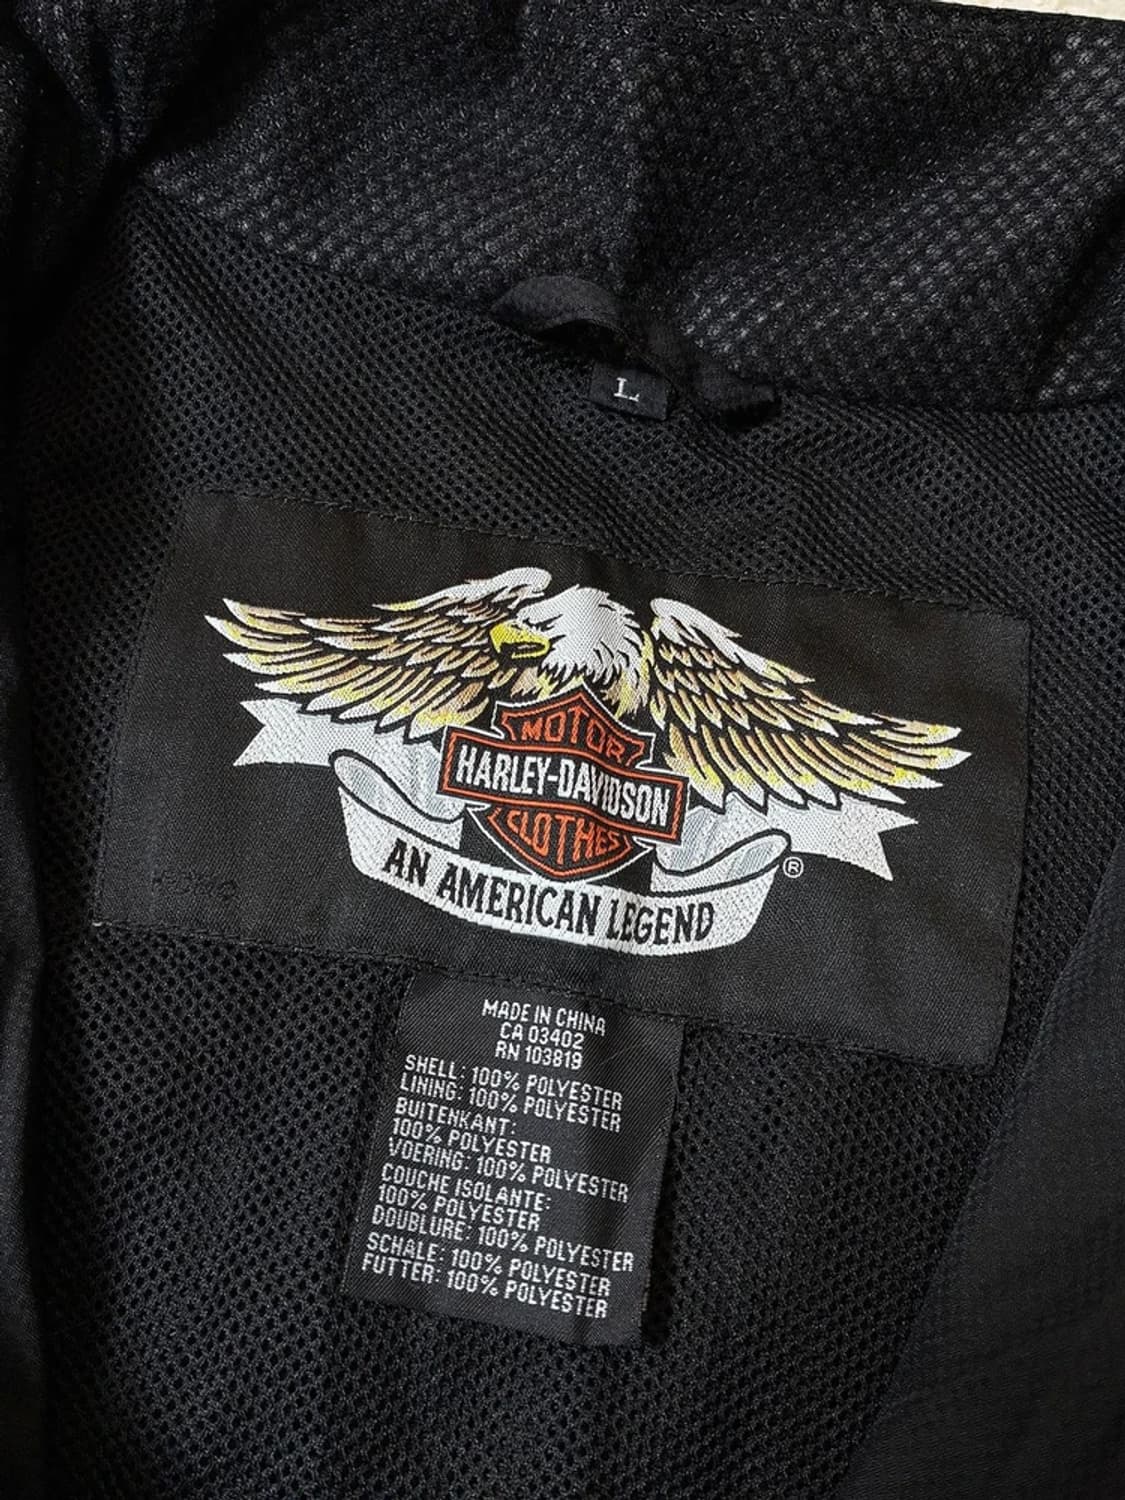 L
MOTOR
HARLEY-DAVIDSON
CLOTHES
AN AMERICAN LEGEND
®
MADE IN CHINA
CA 03402
RN 103819
SHELL: 100% POLYESTER
LINING: 100% POLYESTER
BUITENKANT:
100% POLYESTER
VOERING: 100% POLYESTER
COUCHE ISOLANTE:
100% POLYESTER
DOUBLURE: 100% POLYESTER
SCHALE: 100% POLYESTER
FUTTER: 100% POLYESTER